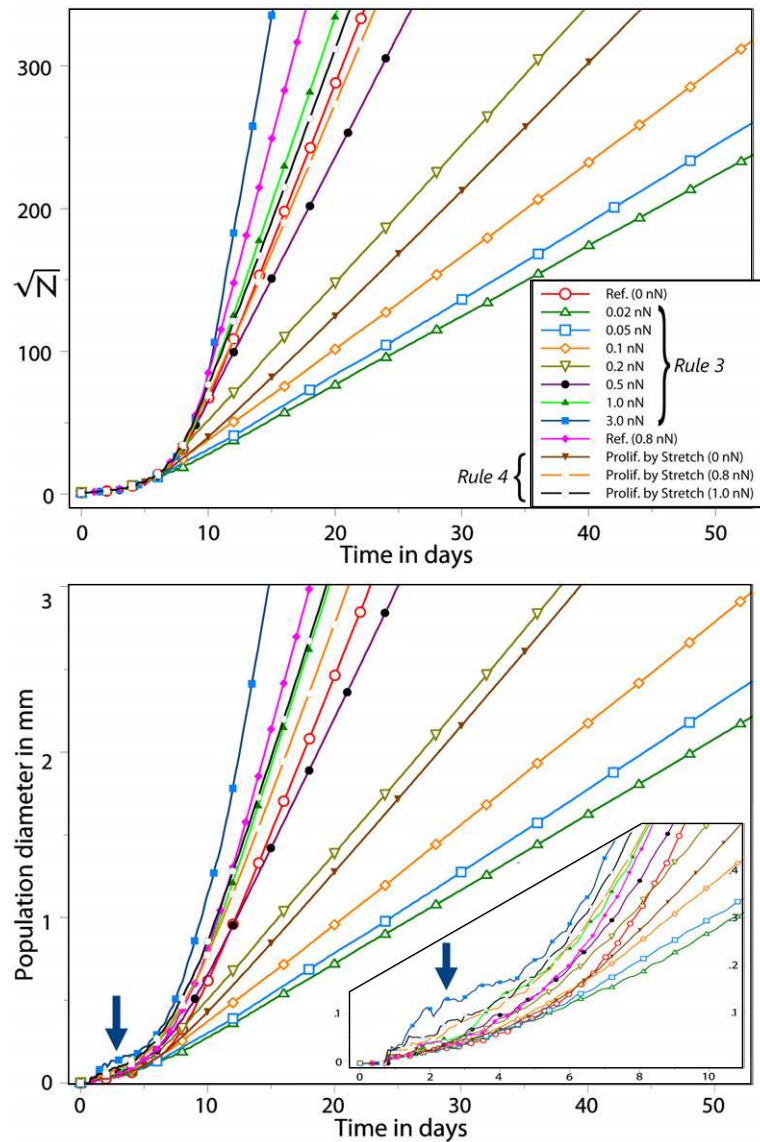 300
200
√N
100
0
Ref. (0 nN)
0.02 nN
0.05 nN
0.1 nN
0.2 nN
0.5 nN
1.0 nN
3.0 nN
Rule 3
Ref. (0.8 nN)
Prolif. by Stretch (0 nN)
Prolif. by Stretch (0.8 nN)
Prolif. by Stretch (1.0 nN)
Rule 4
0 10 20 30 40 50
Time in days
3
2
Population diameter in mm
1
0
.4
.3
.2
.1 .1
0
0 2 4 6 8 10
0 10 20 30 40 50
Time in days